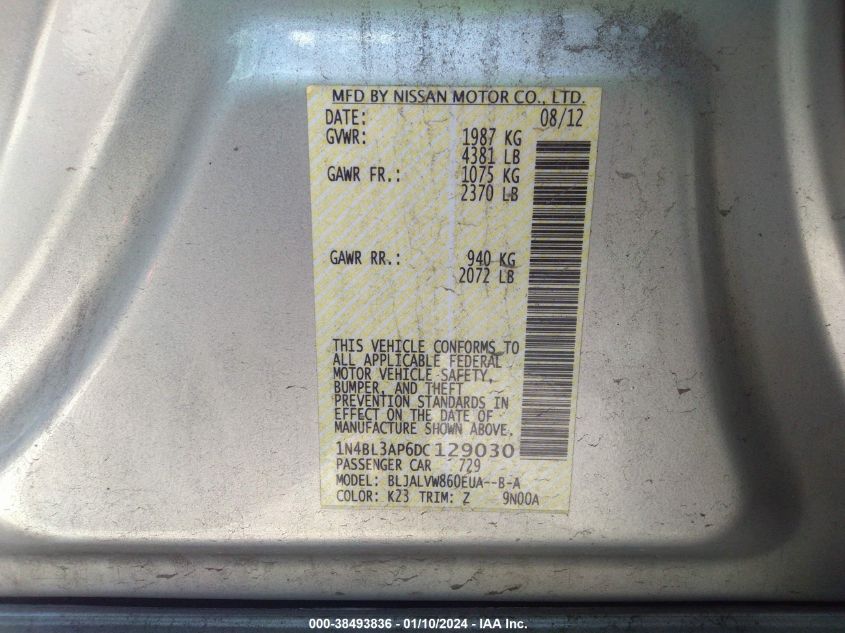 MFD BY NISSAN MOTOR CO., LTD.
DATE: 08/12
GVWR: 1987 KG
4381 LB
GAWR FR.: 1075 KG
2370 LB
GAWR RR.: 940 KG
2072 LB
THIS VEHICLE CONFORMS TO
ALL APPLICABLE FEDERAL
MOTOR VEHICLE SAFETY,
BUMPER, AND THEFT
PREVENTION STANDARDS IN
EFFECT ON THE DATE OF
MANUFACTURE SHOWN ABOVE.
1N4BL3AP6DC129030
PASSENGER CAR 729
MODEL: BLJALVW860EUA--B-A
COLOR: K23 TRIM: Z 9N00A
000-38493836 - 01/10/2024 - IAA Inc.